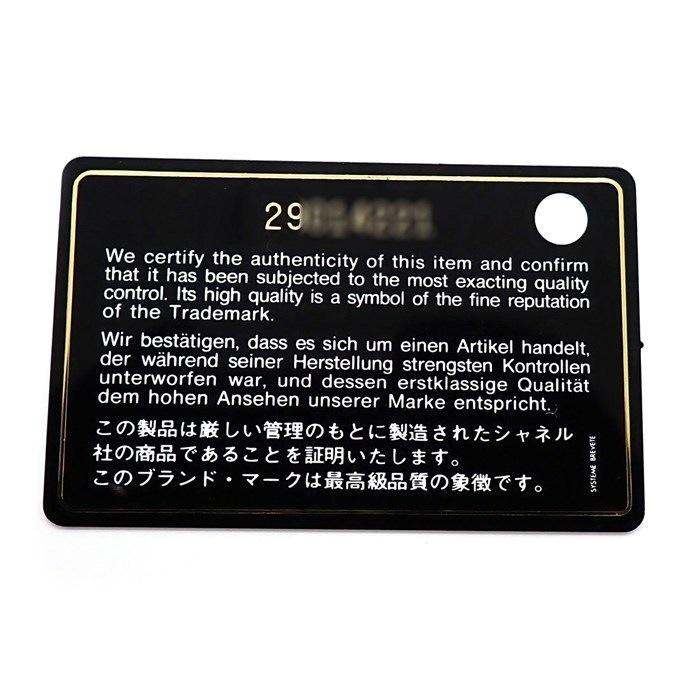 29
We certify the authenticity of this item and confirm
that it has been subjected to the most exacting quality
control. Its high quality is a symbol of the fine reputation
of the Trademark.
Wir bestätigen, dass es sich um einen Artikel handelt,
der während seiner Herstellung strengsten Kontrollen
unterworfen war, und dessen erstklassige Qualität
dem hohen Ansehen unserer Marke entspricht.
この製品は厳しい管理のもとに製造されたシャネル
社の商品であることを証明いたします。
このブランド・マークは最高級品質の象徴です。
SYSTEME BREVETE